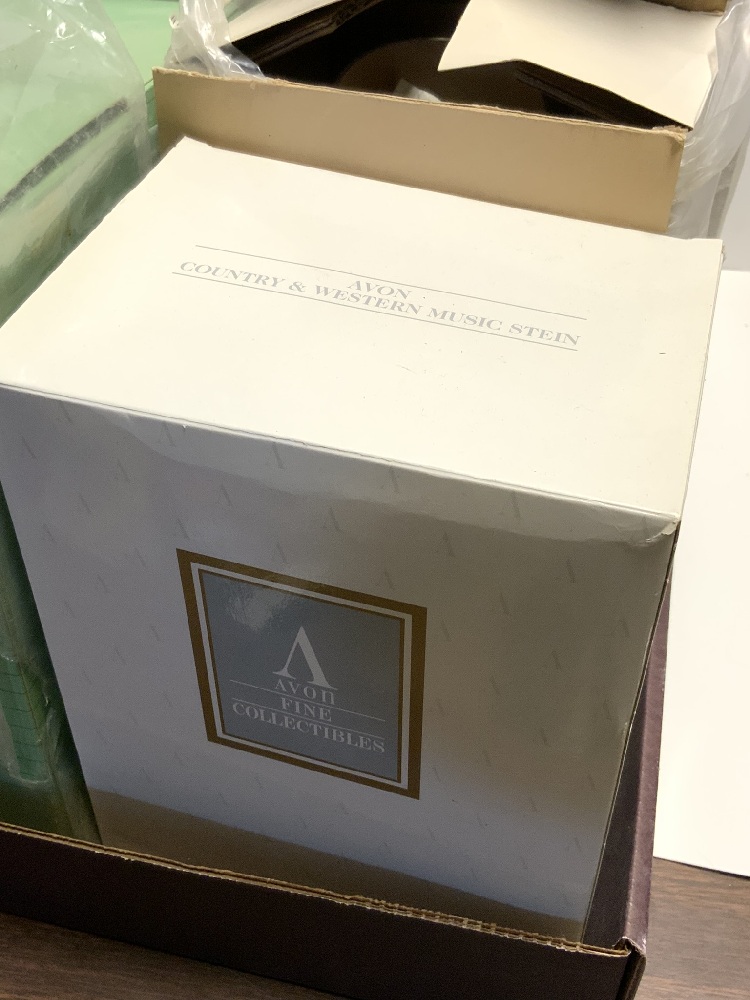 AVON
COUNTRY & WESTERN MUSIC STEIN
A
AVON
FINE
COLLECTIBLES